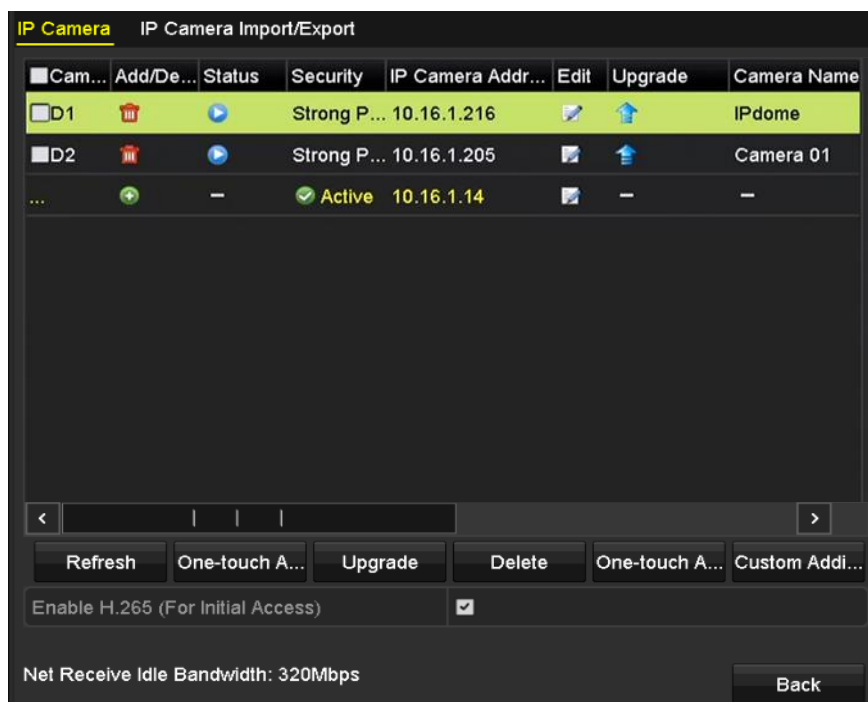 IP Camera IP Camera Import/Export
Cam... Add/De... Status Security IP Camera Addr... Edit Upgrade Camera Name
D1 Strong P... 10.16.1.216 IPdome
D2 Strong P... 10.16.1.205 Camera 01
... – Active 10.16.1.14 – –
Refresh One-touch A... Upgrade Delete One-touch A... Custom Addi...
Enable H.265 (For Initial Access)
Net Receive Idle Bandwidth: 320Mbps
Back